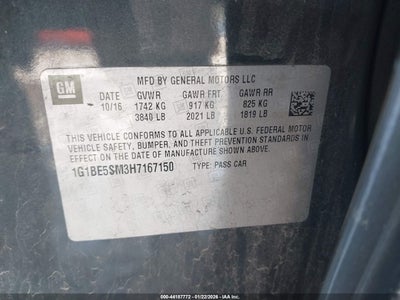 GM
MFD BY GENERAL MOTORS LLC
DATE GVWR GAWR FRT GAWR RR
10/16 1742 KG 917 KG 825 KG
3840 LB 2021 LB 1819 LB
THIS VEHICLE CONFORMS TO ALL APPLICABLE U.S. FEDERAL MOTOR
VEHICLE SAFETY, BUMPER, AND THEFT PREVENTION STANDARDS IN
EFFECT ON THE DATE OF MANUFACTURE SHOWN ABOVE.
1G1BE5SM3H7167150 TYPE: PASS CAR
000-44187772 - 01/22/2026 - IAAI - COPART